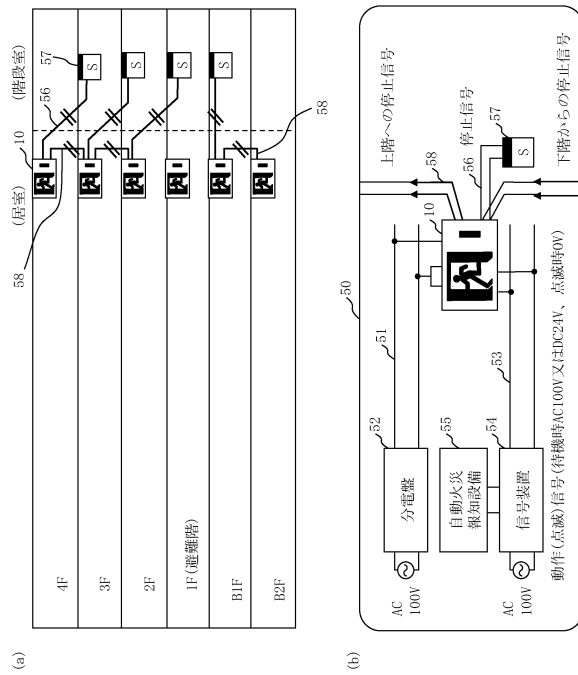 (a)
(居室)
(階段室)
10
56
57
58
4F
S
3F
S
2F
S
1F(避難階)
S
B1F
B2F
58
(b)
50
上階への停止信号
58
停止信号
56
57
S
10
下階からの停止信号
51
53
52
分電盤
AC
100V
55
自動火災
報知設備
54
信号装置
AC
100V
動作(点滅)信号(待機時AC100V又はDC24V、点滅時0V)